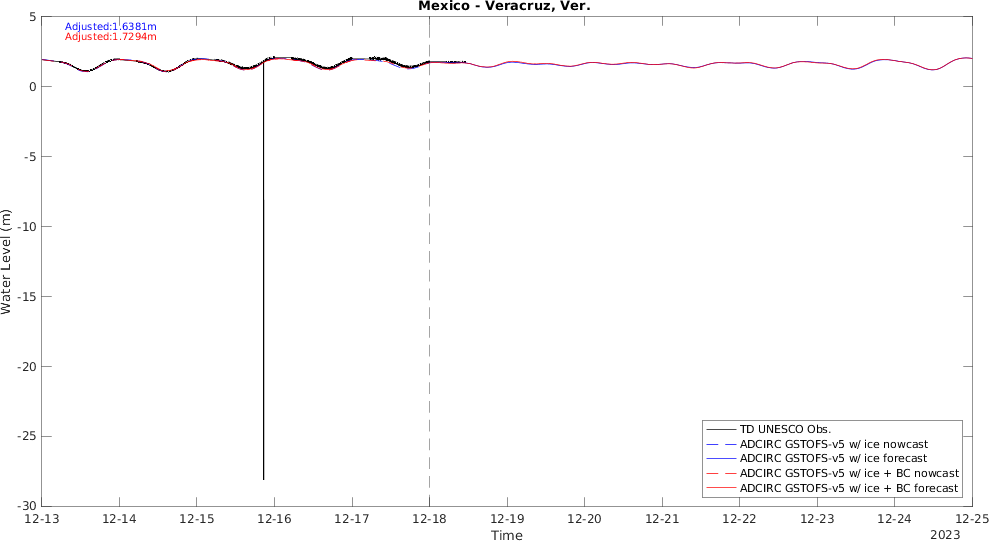 Mexico - Veracruz, Ver.
Adjusted:1.6381m
Adjusted:1.7294m
5
0
-5
-10
-15
-20
-25
-30
Water Level (m)
TD UNESCO Obs.
ADCIRC GSTOFS-v5 w/ ice nowcast
ADCIRC GSTOFS-v5 w/ ice forecast
ADCIRC GSTOFS-v5 w/ ice + BC nowcast
ADCIRC GSTOFS-v5 w/ ice + BC forecast
12-13 12-14 12-15 12-16 12-17 12-18 12-19 12-20 12-21 12-22 12-23 12-24 12-25
Time
2023